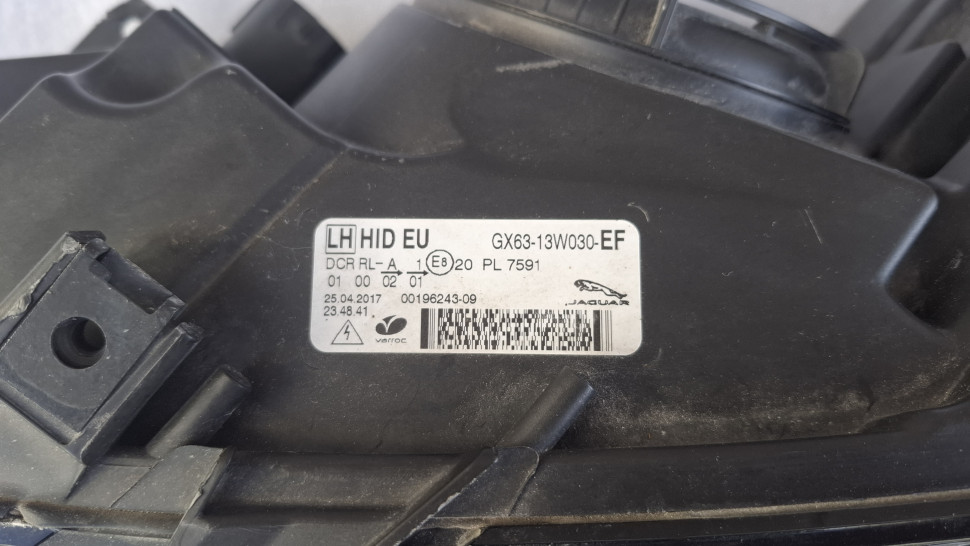 LH HID EU GX63-13W030-EF
DCR RL- A 1 E8 20 PL 7591
01 00 02 01
25.04.2017 00196243-09
23.48.41
JAGUAR
varroc